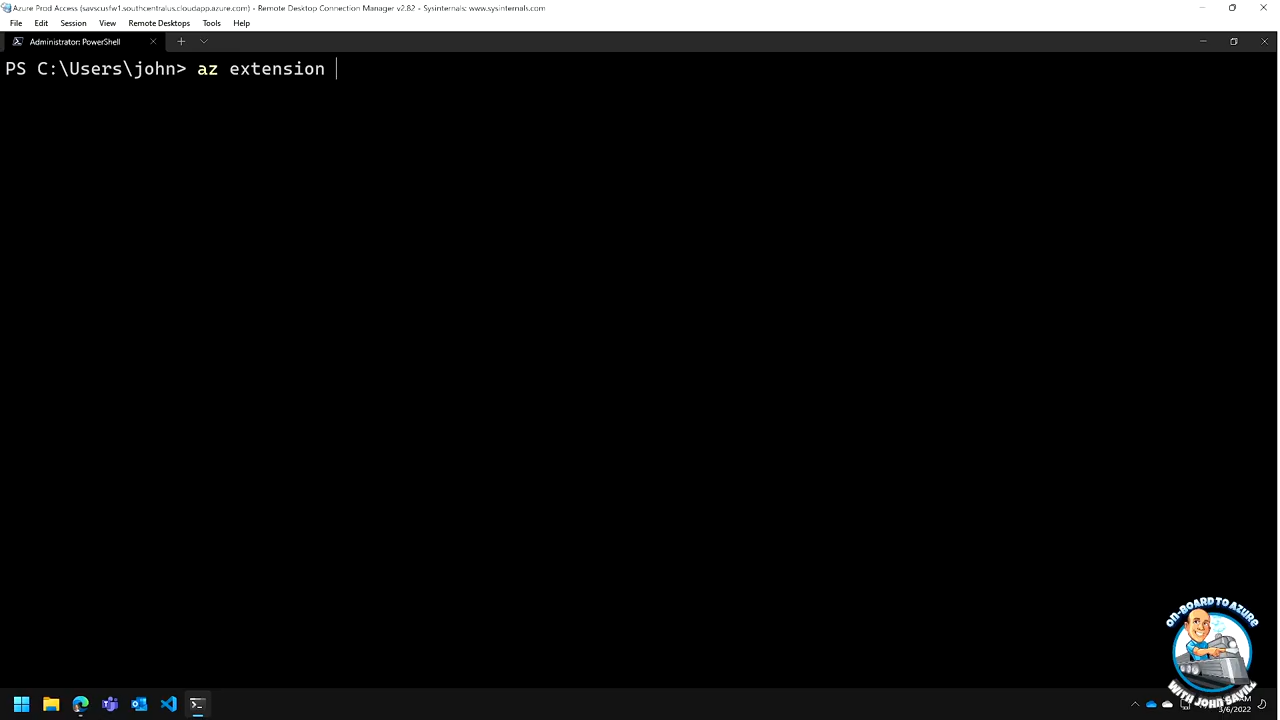 Azure Prod Access (savscusfw1.southcentralus.cloudapp.azure.com) - Remote Desktop Connection Manager v2.82 - Sysinternals: www.sysinternals.com
File Edit Session View Remote Desktops Tools Help
Administrator: PowerShell
PS C:\Users\john> az extension
ON-BOARD TO AZURE
WITH JOHN SAVILL
AM
3/6/2022